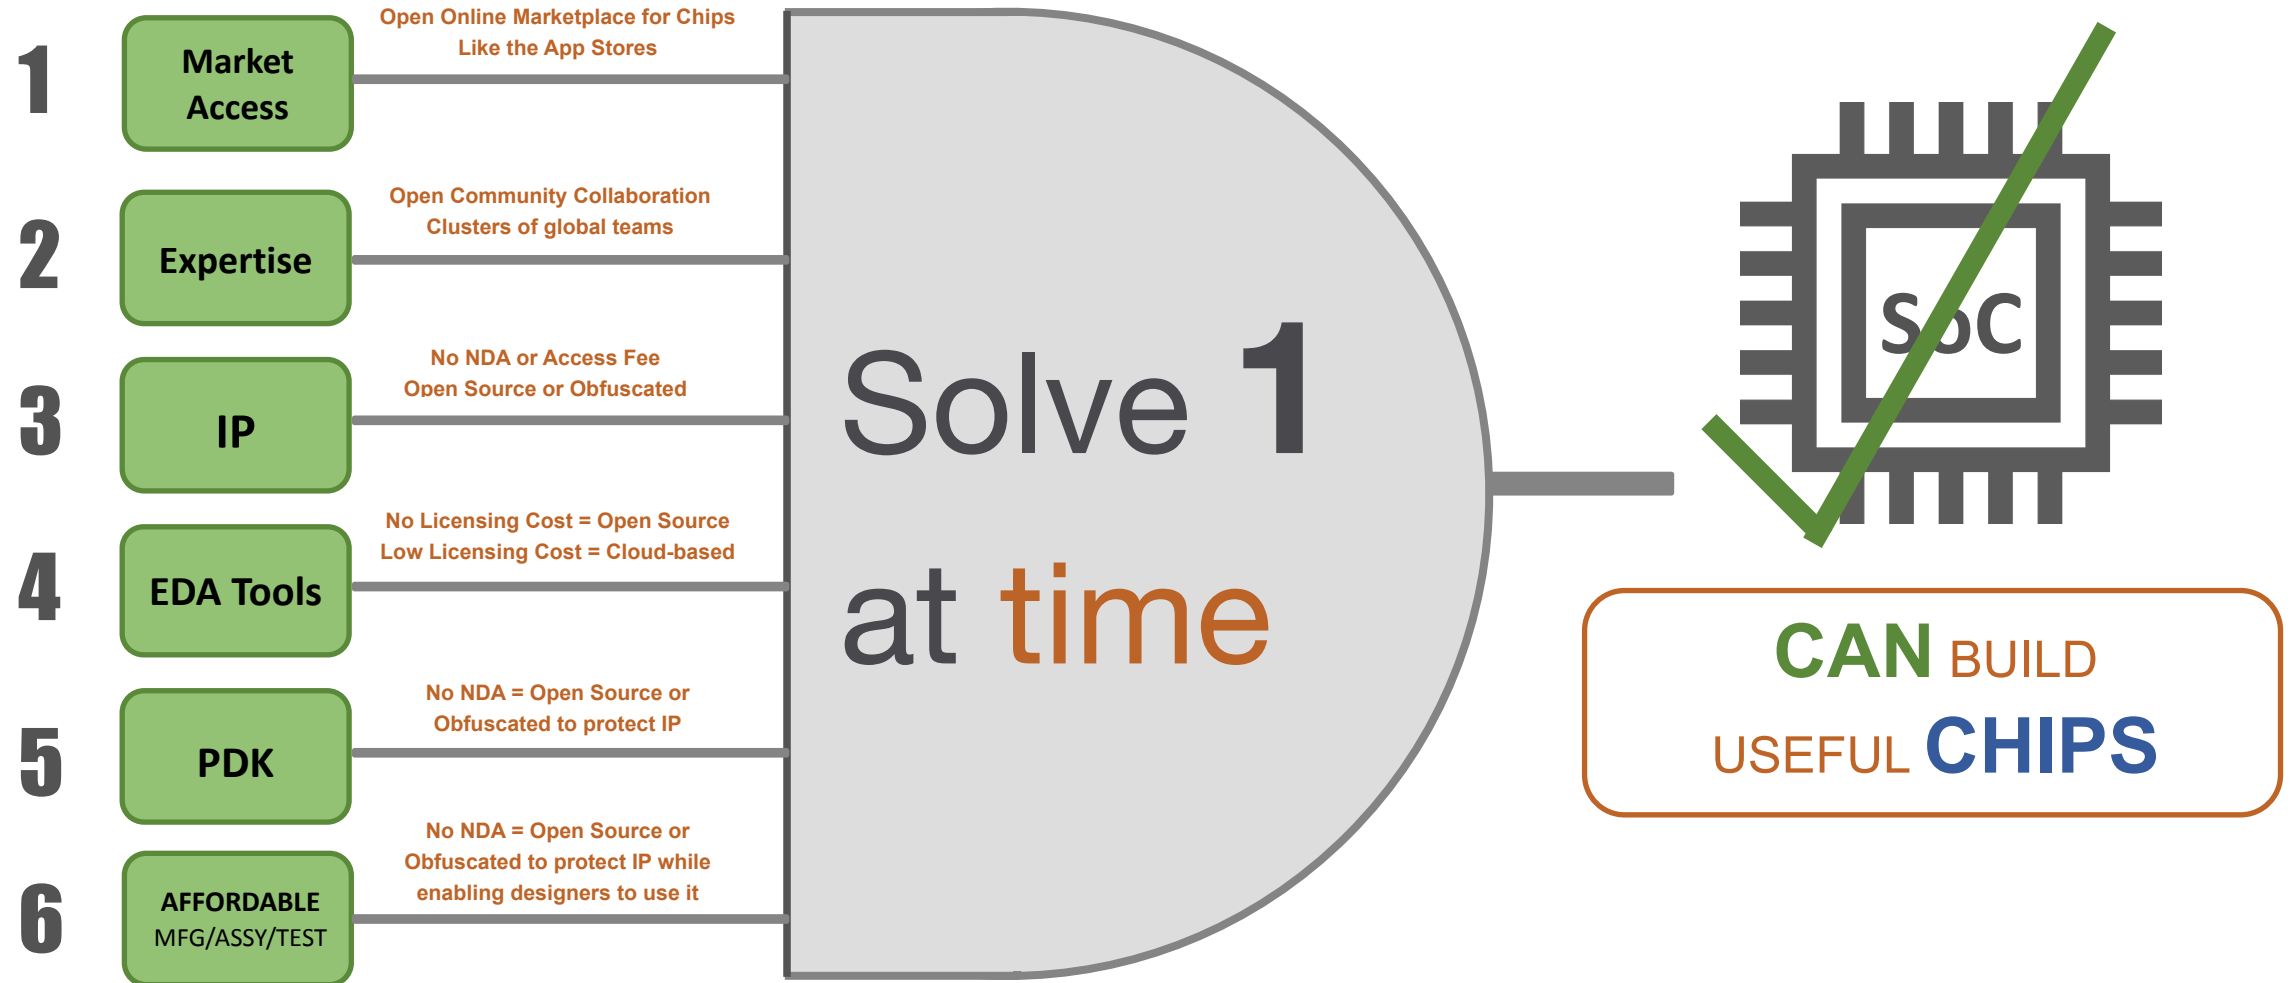 1
Market
Access
Open Online Marketplace for Chips
Like the App Stores
2
Expertise
Open Community Collaboration
Clusters of global teams
3
IP
No NDA or Access Fee
Open Source or Obfuscated
4
EDA Tools
No Licensing Cost = Open Source
Low Licensing Cost = Cloud-based
5
PDK
No NDA = Open Source or
Obfuscated to protect IP
6
AFFORDABLE
MFG/ASSY/TEST
No NDA = Open Source or
Obfuscated to protect IP while
enabling designers to use it
Solve 1
at time
SoC
CAN BUILD
USEFUL CHIPS